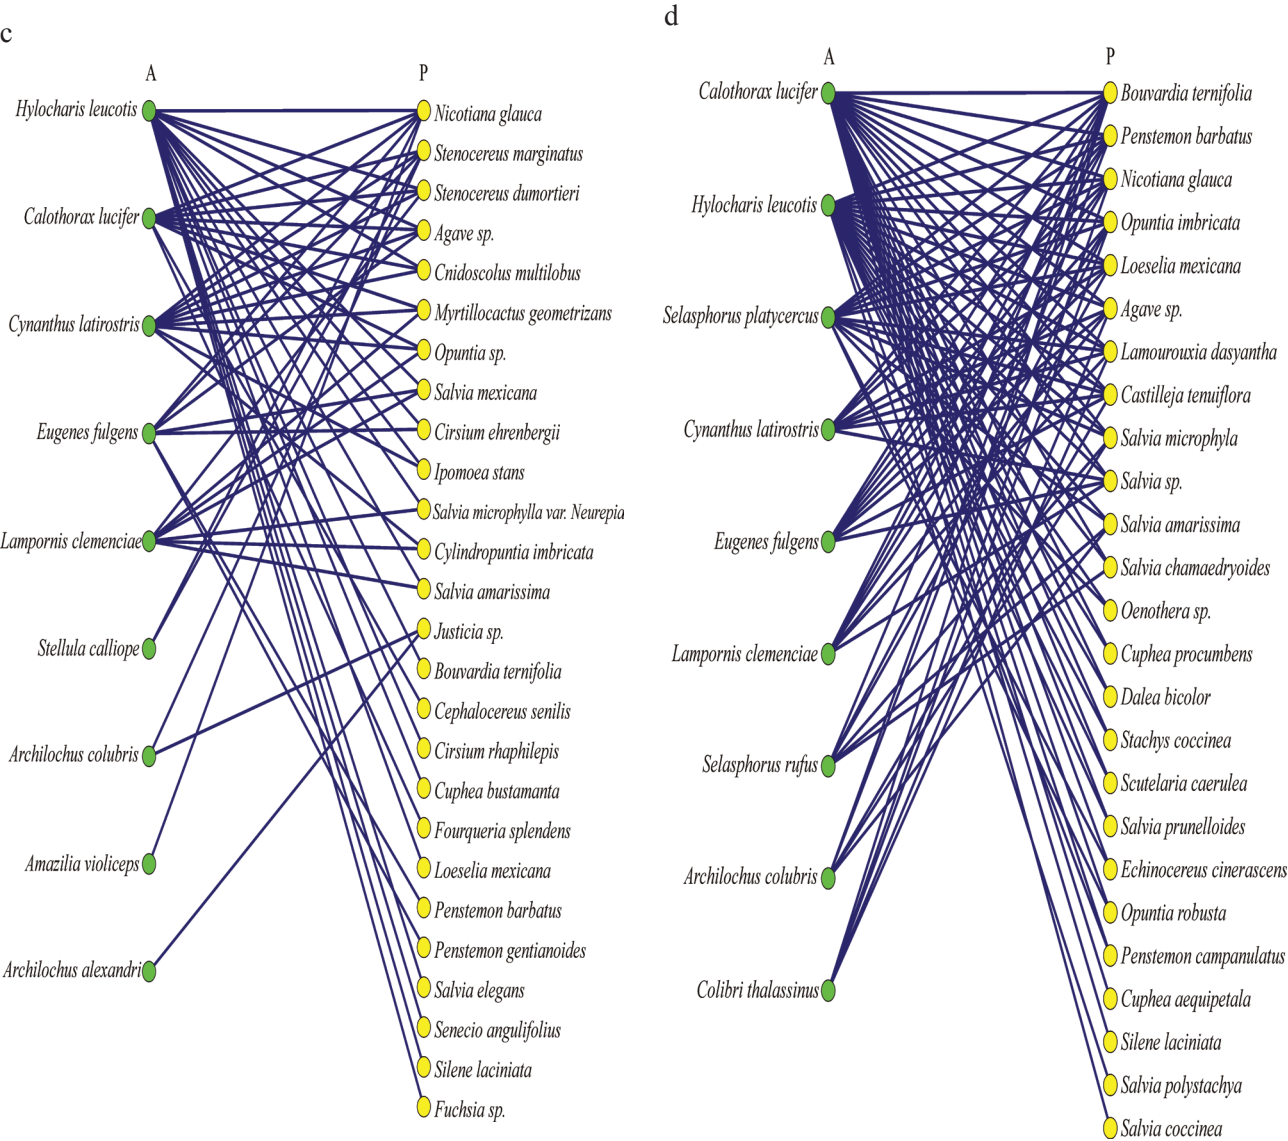 c
A
P
Hylocharis leucotis
Calothorax lucifer
Cynanthus latirostris
Eugenes fulgens
Lampornis clemenciae
Stellula calliope
Archilochus colubris
Amazilia violiceps
Archilochus alexandri
Nicotiana glauca
Stenocereus marginatus
Stenocereus dumortieri
Agave sp.
Cnidoscolus multilobus
Myrtillocactus geometrizans
Opuntia sp.
Salvia mexicana
Cirsium ehrenbergii
Ipomoea stans
Salvia microphylla var. Neurepia
Cylindropuntia imbricata
Salvia amarissima
Justicia sp.
Bouvardia ternifolia
Cephalocereus senilis
Cirsium rhaphilepis
Cuphea bustamanta
Fourqueria splendens
Loeselia mexicana
Penstemon barbatus
Penstemon gentianoides
Salvia elegans
Senecio angulifolius
Silene laciniata
Fuchsia sp.
d
A
P
Calothorax lucifer
Hylocharis leucotis
Selasphorus platycercus
Cynanthus latirostris
Eugenes fulgens
Lampornis clemenciae
Selasphorus rufus
Archilochus colubris
Colibri thalassinus
Bouvardia ternifolia
Penstemon barbatus
Nicotiana glauca
Opuntia imbricata
Loeselia mexicana
Agave sp.
Lamourouxia dasyantha
Castilleja tenuiflora
Salvia microphyla
Salvia sp.
Salvia amarissima
Salvia chamaedryoides
Oenothera sp.
Cuphea procumbens
Dalea bicolor
Stachys coccinea
Scutelaria caerulea
Salvia prunelloides
Echinocereus cinerascens
Opuntia robusta
Penstemon campanulatus
Cuphea aequipetala
Silene laciniata
Salvia polystachya
Salvia coccinea